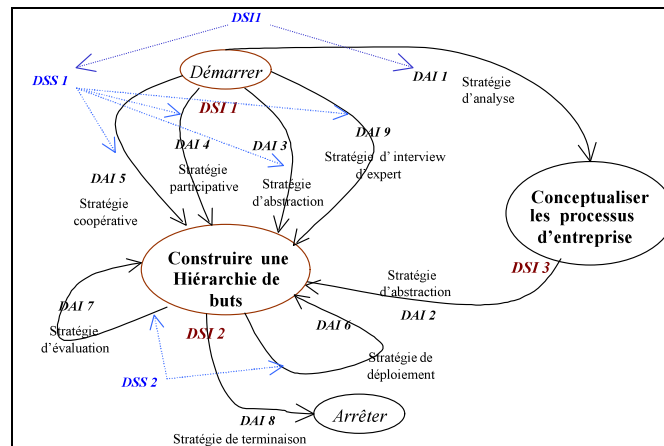 DSI1
DSS 1
Démarrer
DAI 1
Stratégie
d'analyse
DSI 1
DAI 9
DAI 4
DAI 3
Stratégie d' interview
d'expert
Stratégie
participative
DAI 5
Stratégie
d'abstraction
Stratégie
coopérative
Conceptualiser
les processus
d'entreprise
Construire une
Hiérarchie de
buts
DSI 3
Stratégie
d'abstraction
DAI 2
DAI 7
Stratégie
d'évaluation
DSI 2
DAI 6
Stratégie de
déploiement
DSS 2
DAI 8
Stratégie de terminaison
Arrêter